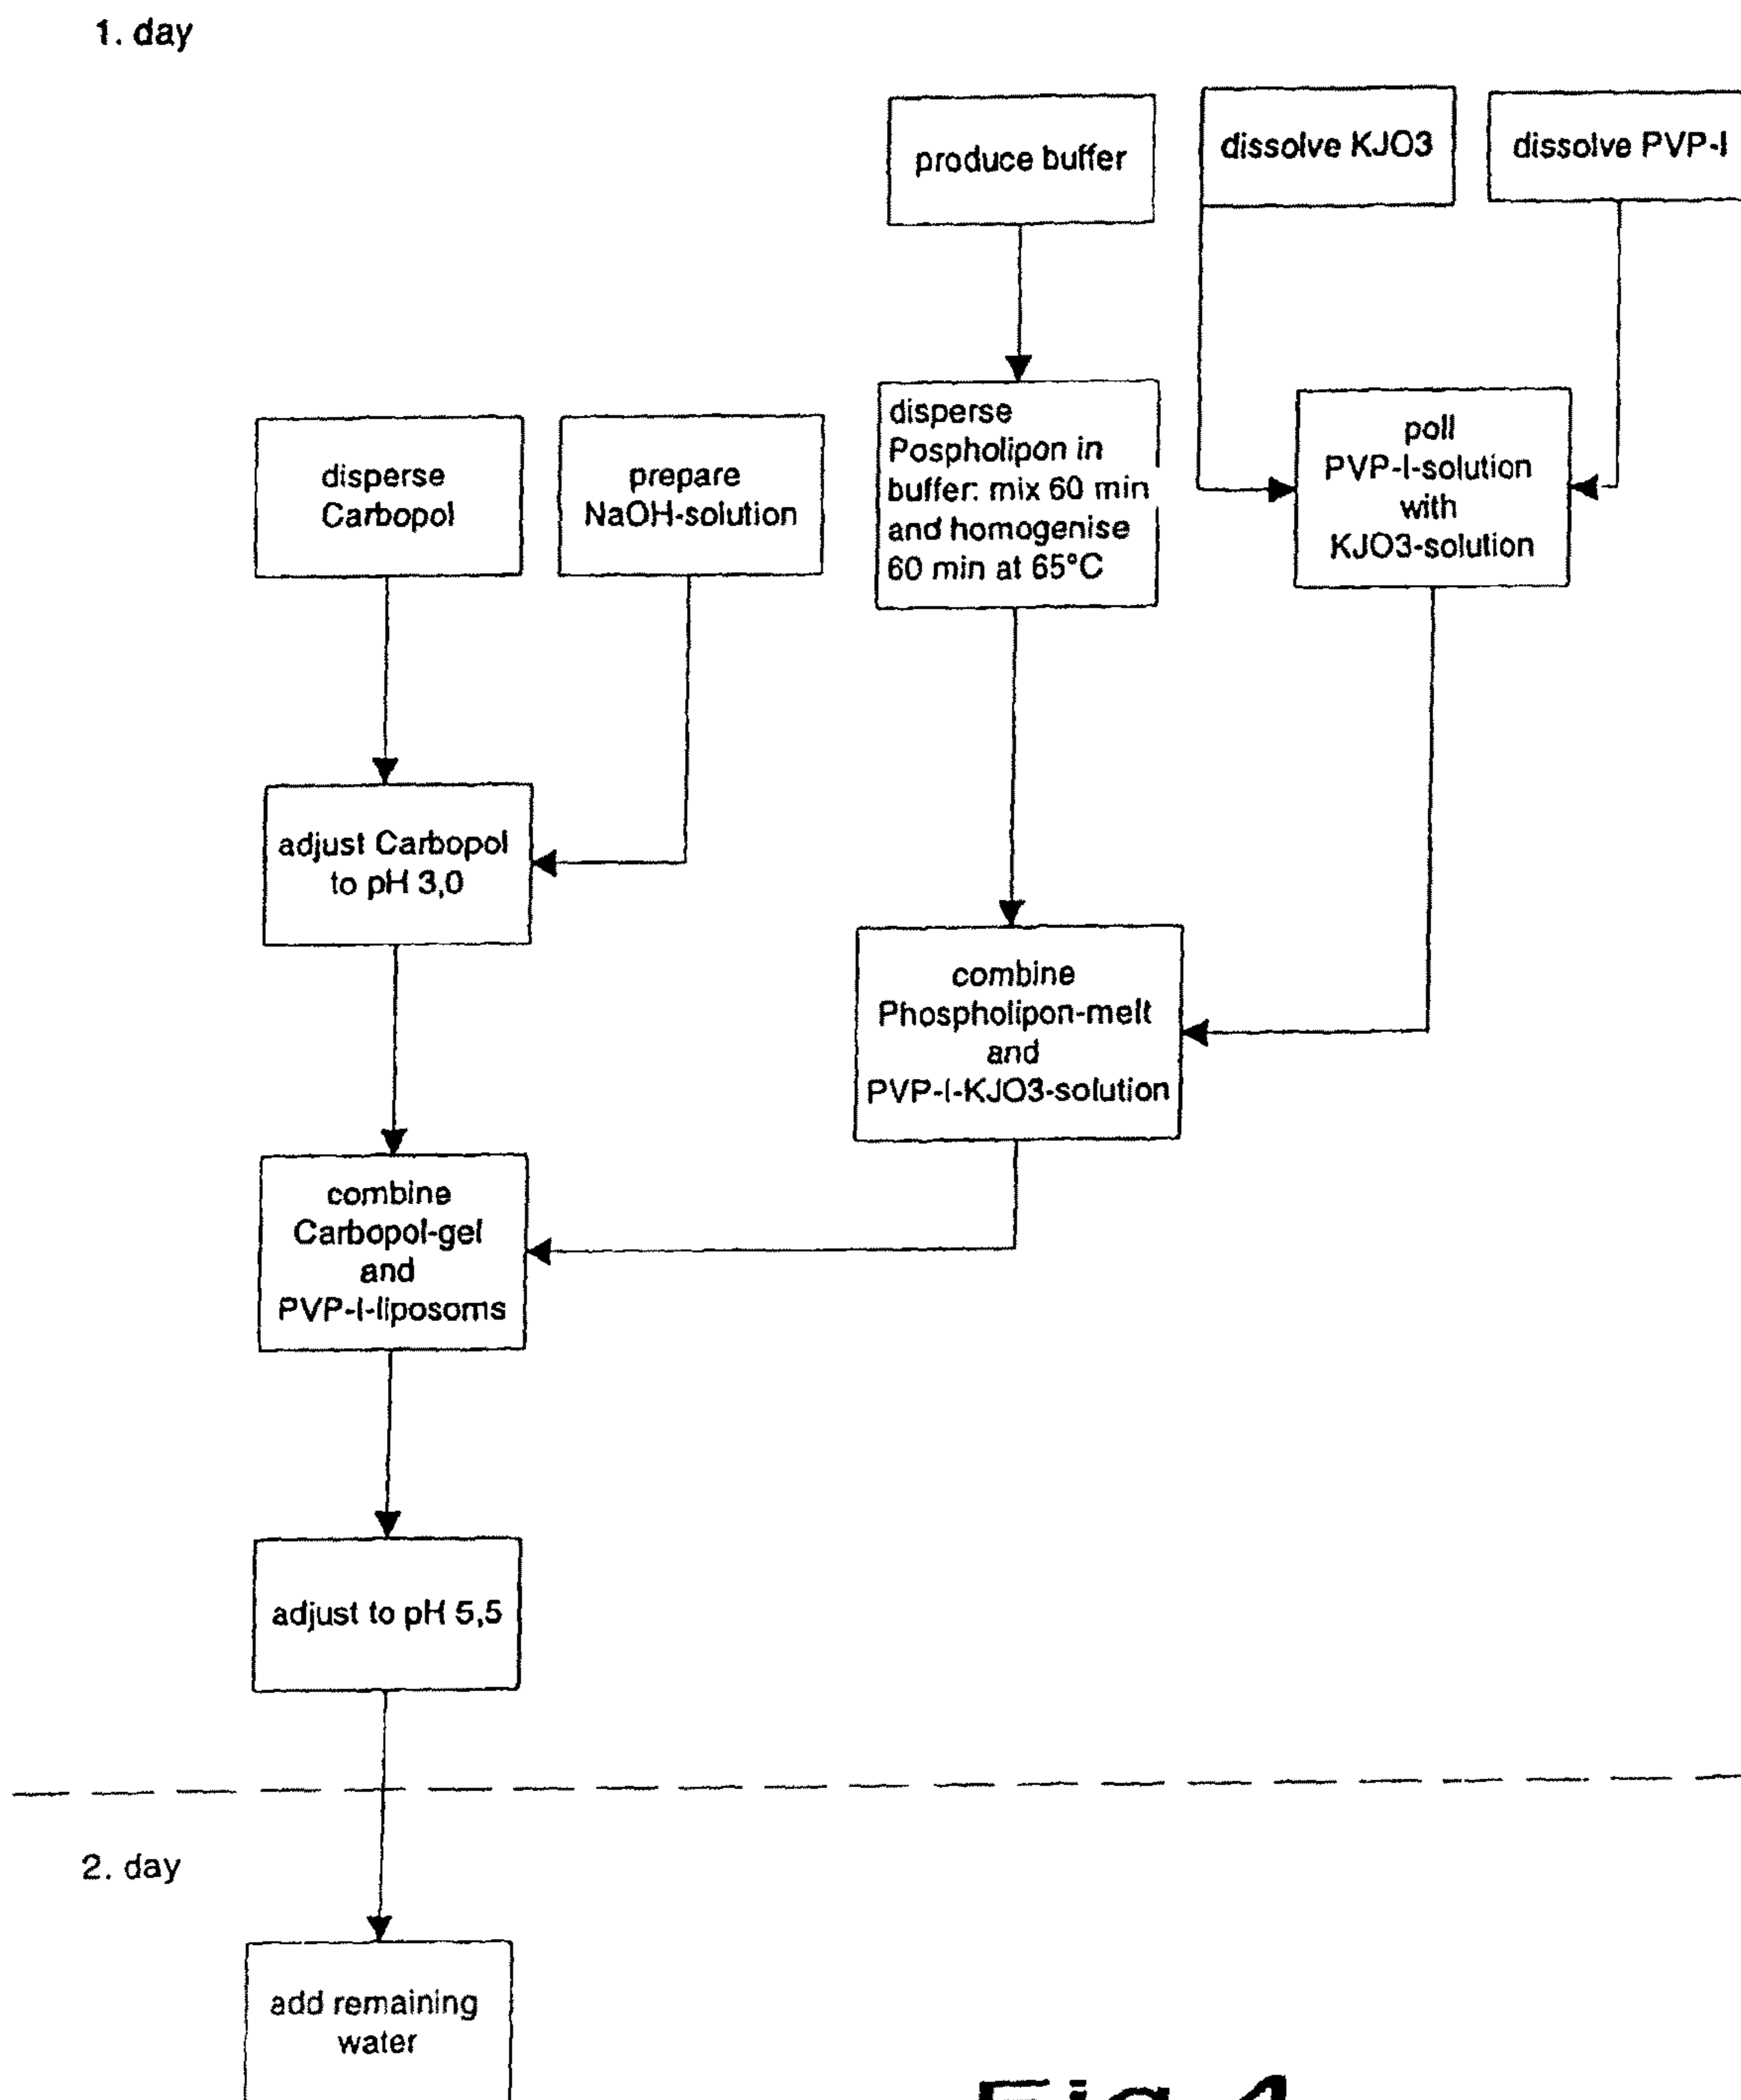 1. day
produce buffer
dissolve KJO3
dissolve PVP-I
disperse
Pospholipon in
buffer: mix 60 min
and homogenise
60 min at 65°C
poll
PVP-I-solution
with
KJO3-solution
disperse
Carbopol
prepare
NaOH-solution
adjust Carbopol
to pH 3,0
combine
Phospholipon-melt
and
PVP-I-KJO3-solution
combine
Carbopol-gel
and
PVP-I-liposoms
adjust to pH 5,5
2. day
add remaining
water